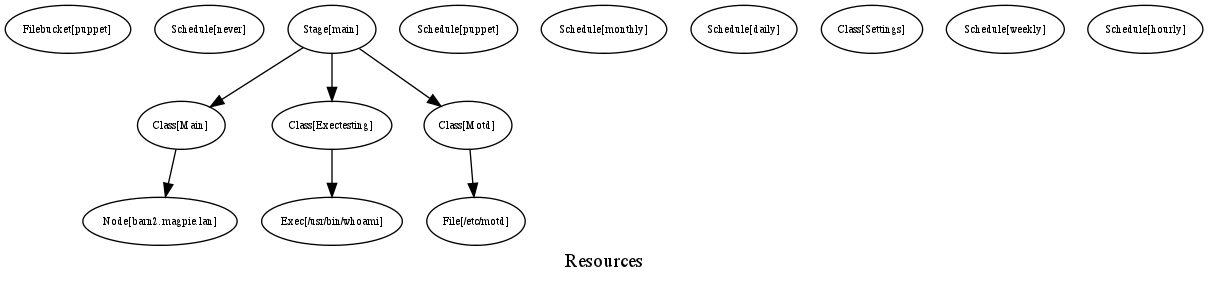 Filebucket[puppet]
Schedule[never]
Stage[main]
Schedule[puppet]
Schedule[monthly]
Schedule[daily]
Class[Settings]
Schedule[weekly]
Schedule[hourly]
Class[Main]
Class[Exectesting]
Class[Motd]
Node[barn2.magpie.lan]
Exec[/usr/bin/whoami]
File[/etc/motd]
Resources